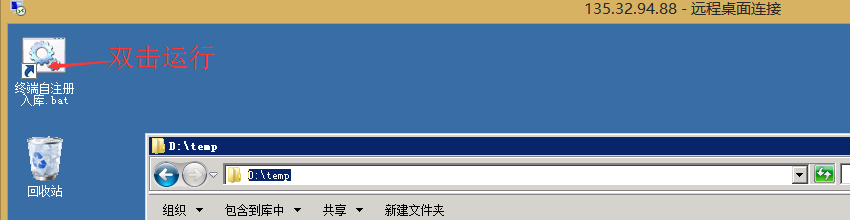 135.32.94.88 - 远程桌面连接
双击运行
终端自注册
入库.bat
D:\temp
D:\temp
回收站
组织 包含到库中 共享 新建文件夹